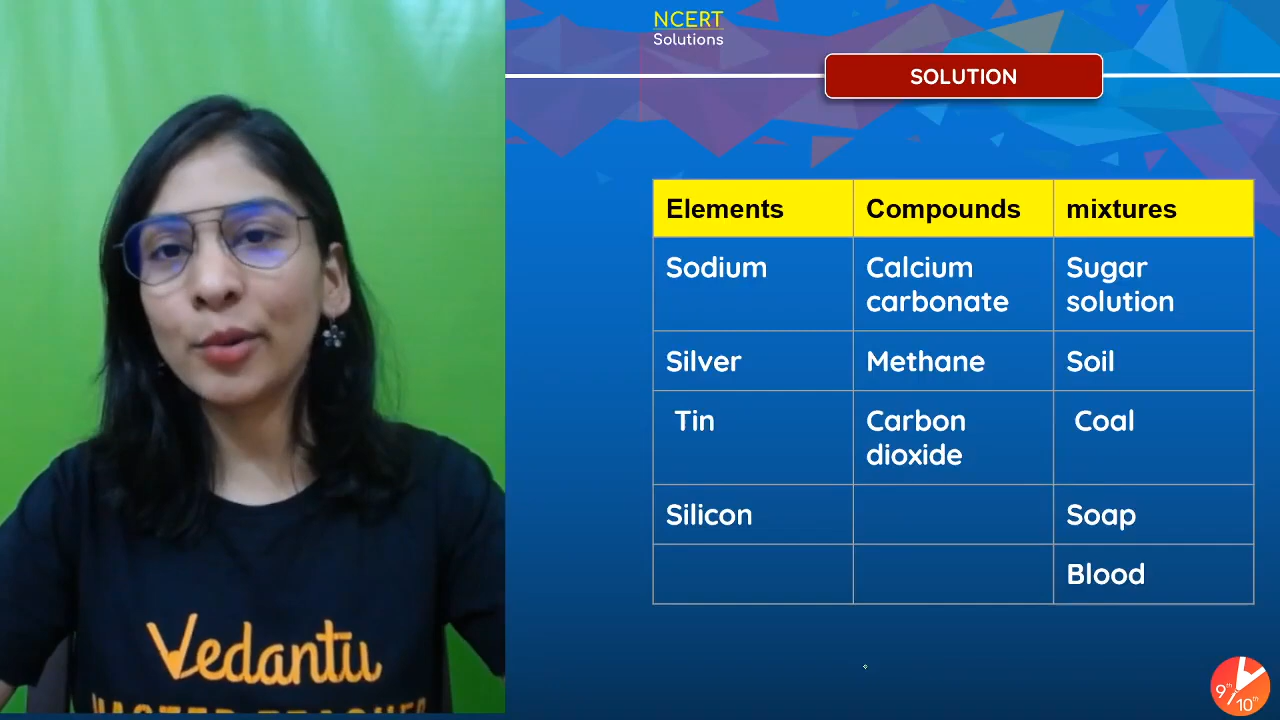 NCERT
Solutions
SOLUTION
Elements Compounds mixtures
Sodium Calcium carbonate Sugar solution
Silver Methane Soil
Tin Carbon dioxide Coal
Silicon Soap
Blood
Vedantu
9th
10th